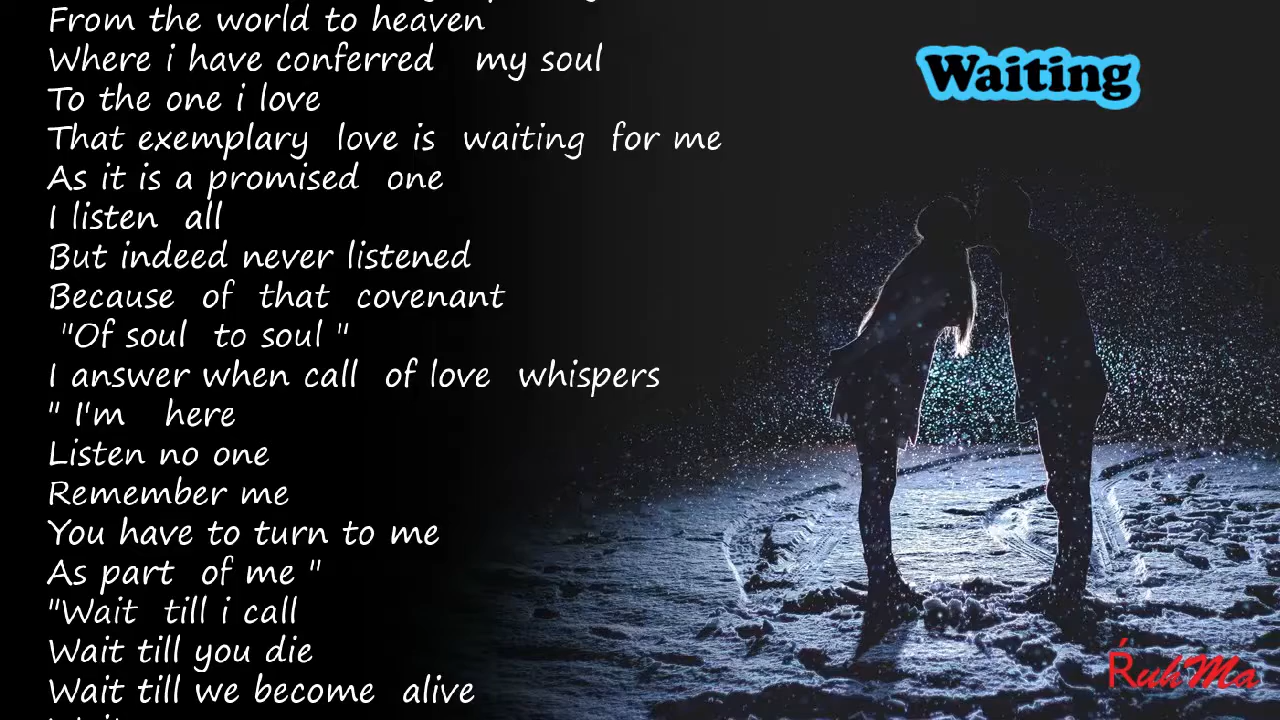 From the world to heaven
Where i have conferred my soul
To the one i love
That exemplary love is waiting for me
As it is a promised one
I listen all
But indeed never listened
Because of that covenant
"Of soul to soul "
I answer when call of love whispers
" I'm here
Listen no one
Remember me
You have to turn to me
As part of me "
"Wait till i call
Wait till you die
Wait till we become alive
Waiting
ŔuhMa